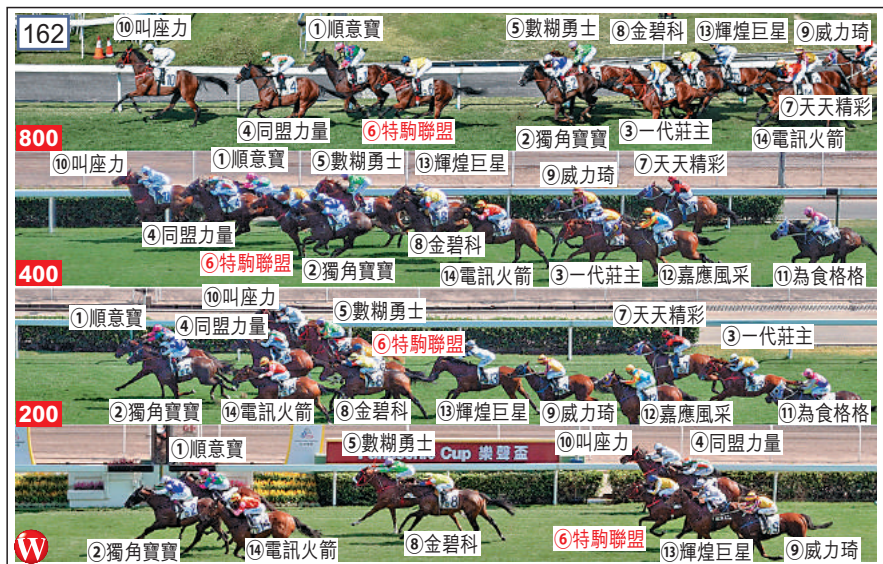 162
⑩叫座力 ①順意寶 ⑤數糊勇士 ⑧金碧科 ⑬輝煌巨星 ⑨威力琦
④同盟力量 ⑥特駒聯盟 ②獨角寶寶 ③一代莊主 ⑦天天精彩
⑭電訊火箭
800
⑩叫座力 ①順意寶 ⑤數糊勇士 ⑬輝煌巨星 ⑨威力琦 ⑦天天精彩
④同盟力量 ⑥特駒聯盟 ②獨角寶寶 ⑧金碧科 ⑭電訊火箭 ③一代莊主 ⑫嘉應風采 ⑪為食格格
400
⑩叫座力
①順意寶 ④同盟力量 ⑤數糊勇士 ⑥特駒聯盟 ⑦天天精彩 ③一代莊主
②獨角寶寶 ⑭電訊火箭 ⑧金碧科 ⑬輝煌巨星 ⑨威力琦 ⑫嘉應風采 ⑪為食格格
200
①順意寶 ⑤數糊勇士 ⑩叫座力 ④同盟力量
Cup 樂聲盃
②獨角寶寶 ⑭電訊火箭 ⑧金碧科 ⑥特駒聯盟 ⑬輝煌巨星 ⑨威力琦
W